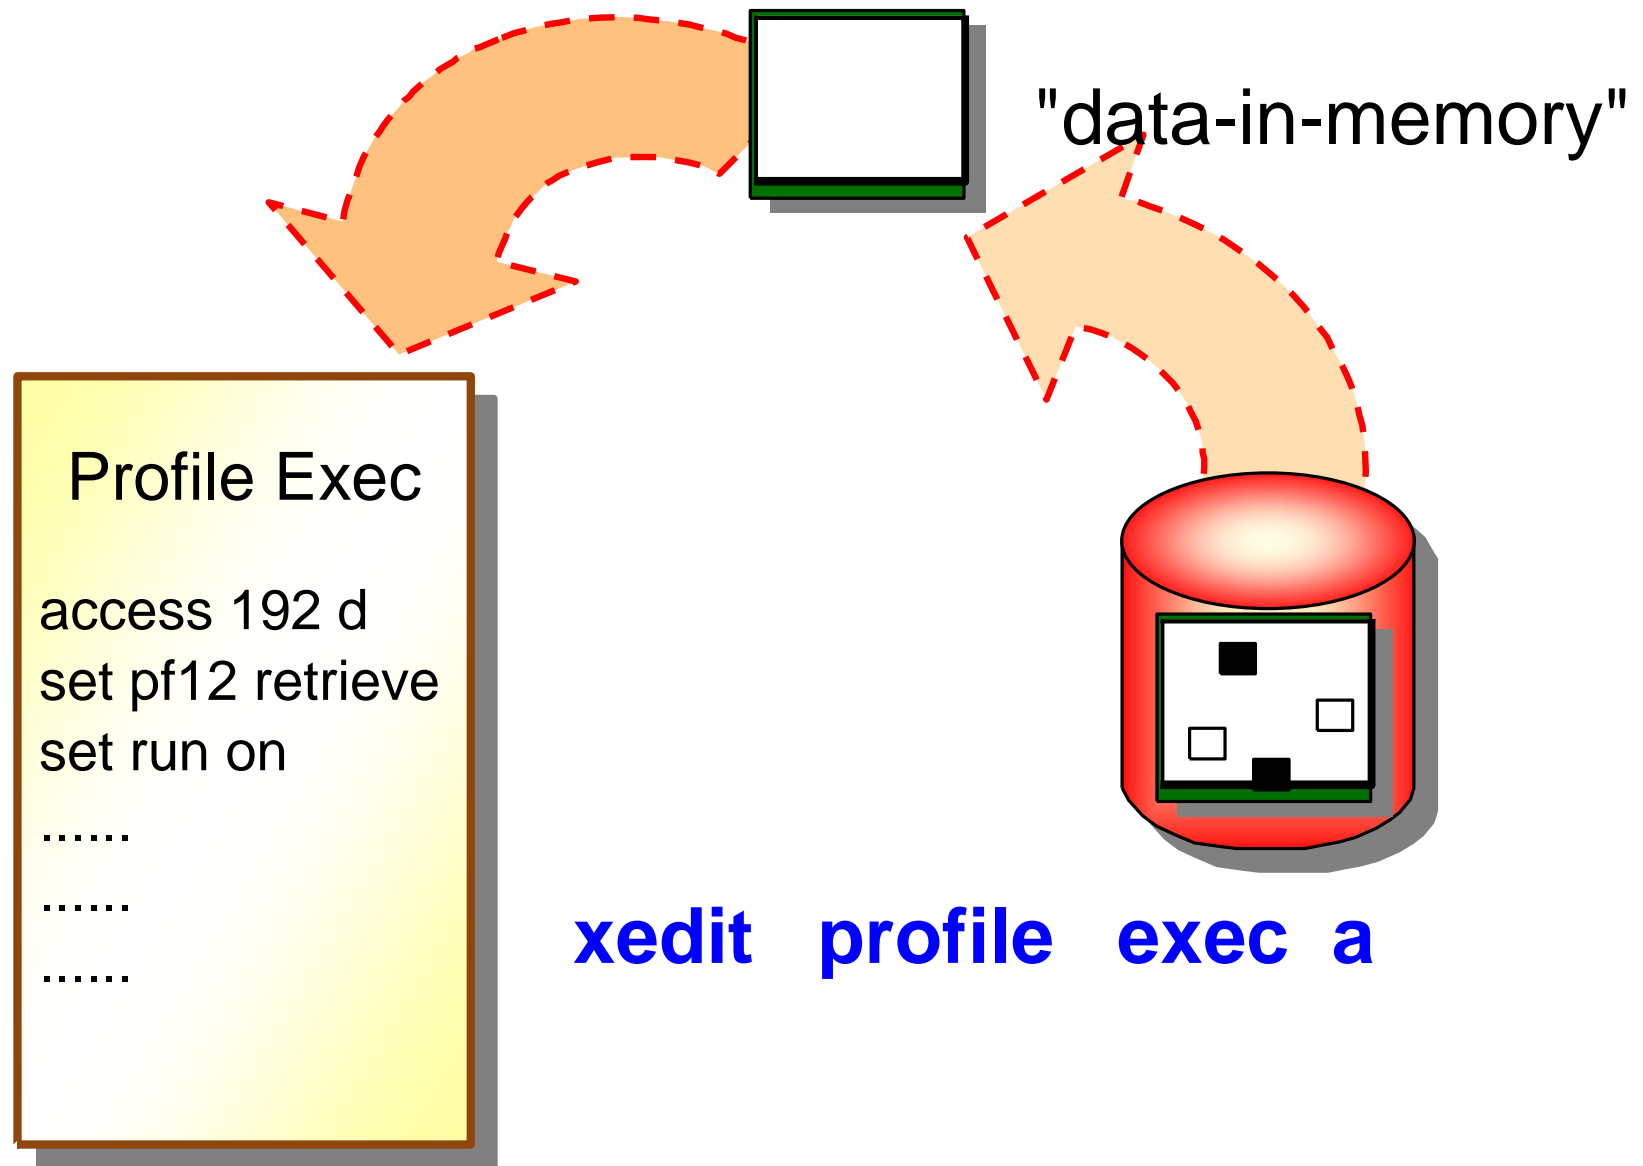 "data-in-memory"
Profile Exec
access 192 d
set pf12 retrieve
set run on
......
......
......
xedit profile exec a